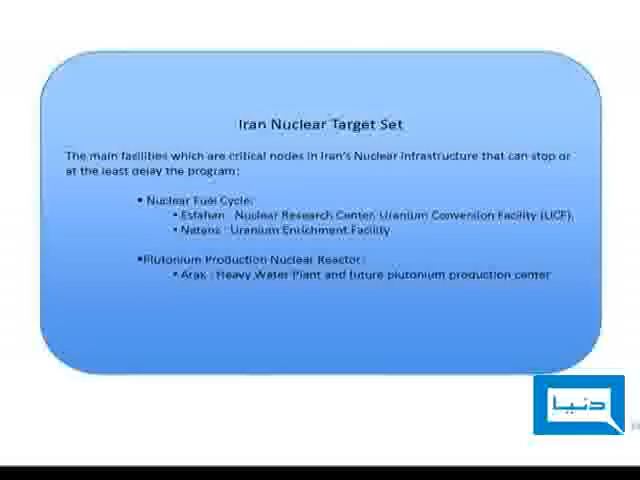 Iran Nuclear Target Set
The main facilities which are critical nodes in Iran's Nuclear infrastructure that can stop or
at the least delay the program:
• Nuclear Fuel Cycle:
• Esfahan : Nuclear Research Center. Uranium Conversion Facility (UCF).
• Natanz : Uranium Enrichment Facility
•Plutonium Production Nuclear Reactor:
• Arak : Heavy Water Plant and future plutonium production center
دنیا